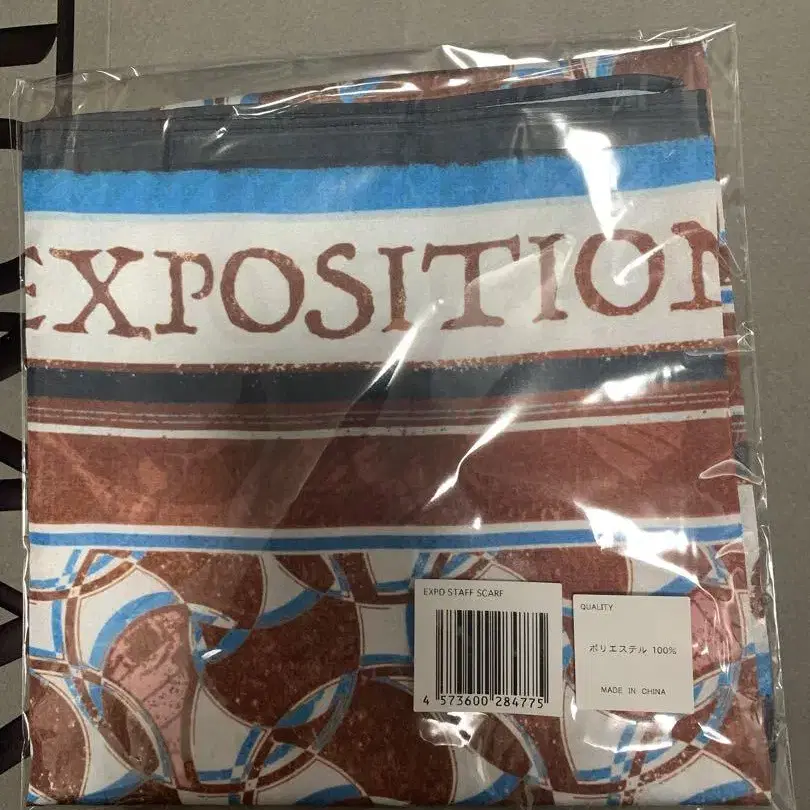 EXPOSITION
EXPO STAFF SCARF
4 573600 284775
QUALITY
ポリエステル 100%
MADE IN CHINA